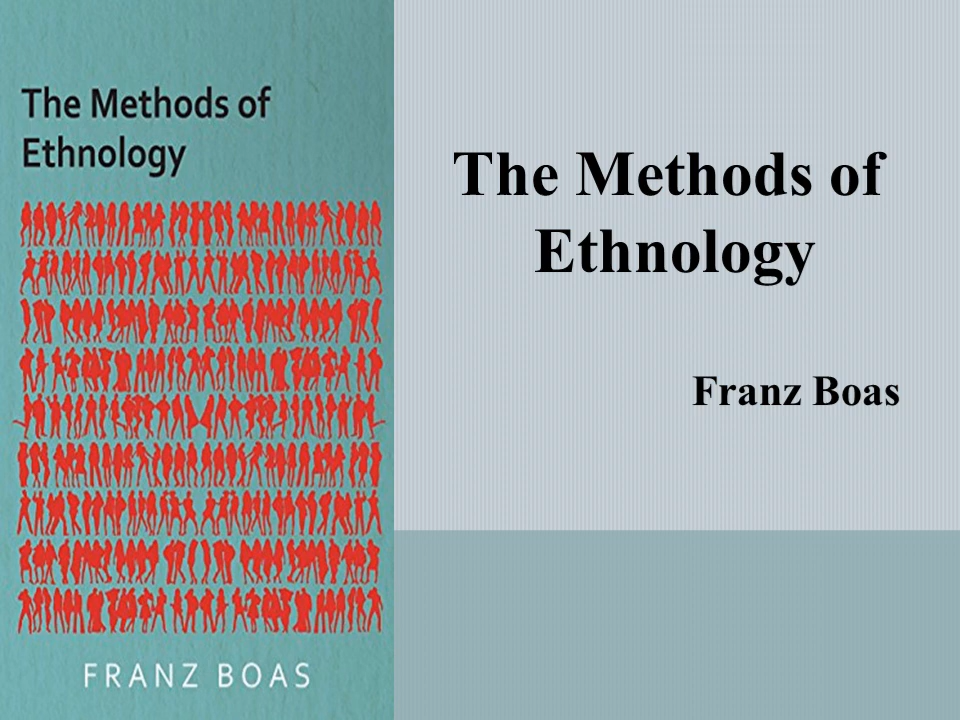 The Methods of
Ethnology
FRANZ BOAS
The Methods of
Ethnology
Franz Boas